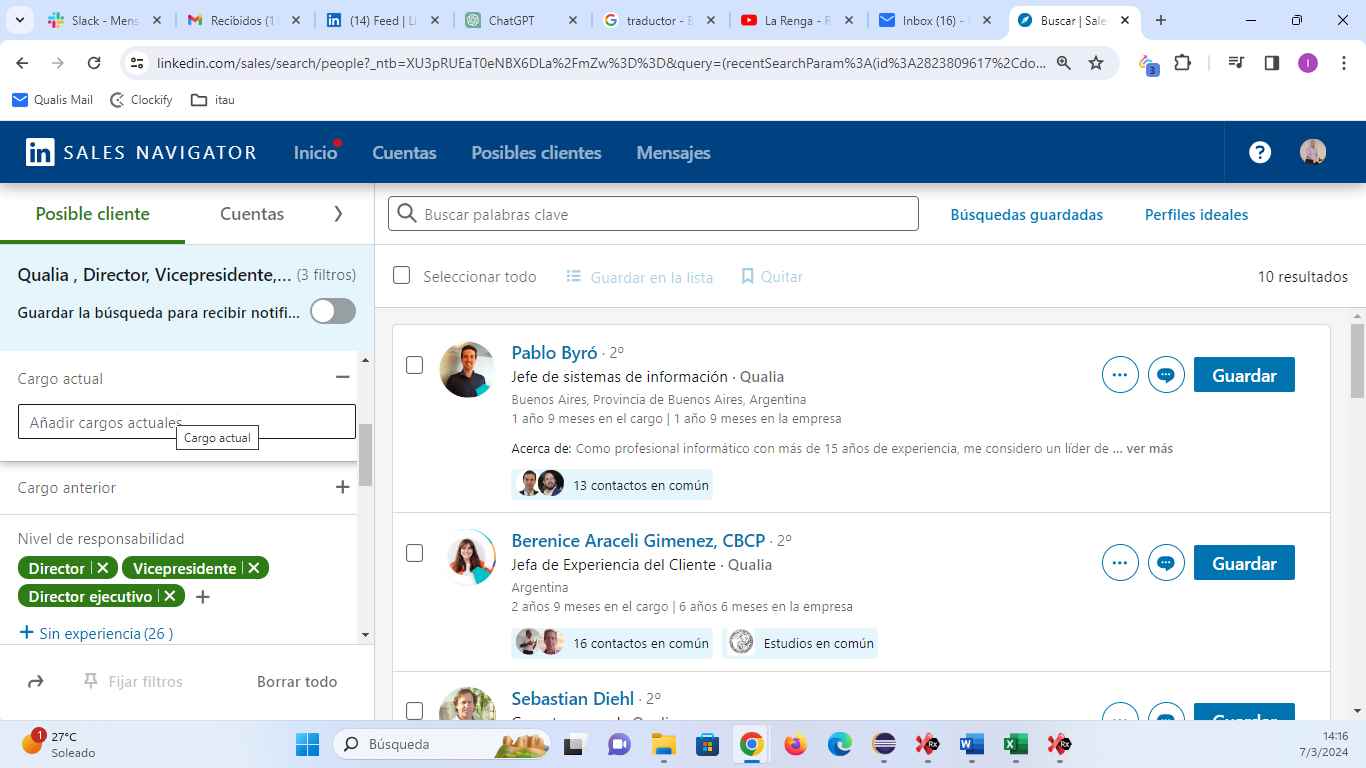 Slack - Mens
Recibidos (1
(14) Feed | Li
ChatGPT
traductor - B
La Renga - R
Inbox (16) -
Buscar | Sale
linkedin.com/sales/search/people?_ntb=XU3pRUEaT0eNBX6DLa%2FmZw%3D%3D&query=(recentSearchParam%3A(id%3A2823809617%2Cdo...
3
I
Qualis Mail
Clockify
itau
in SALES NAVIGATOR
Inicio
Cuentas
Posibles clientes
Mensajes
?
Posible cliente
Cuentas
Buscar palabras clave
Búsquedas guardadas
Perfiles ideales
Qualia , Director, Vicepresidente,... (3 filtros)
Guardar la búsqueda para recibir notifi...
Seleccionar todo
Guardar en la lista
Quitar
10 resultados
Cargo actual
Añadir cargos actuales
Cargo actual
Cargo anterior
Nivel de responsabilidad
Director
Vicepresidente
Director ejecutivo
Sin experiencia (26 )
Fijar filtros
Borrar todo
Pablo Byró · 2º
Jefe de sistemas de información · Qualia
Buenos Aires, Provincia de Buenos Aires, Argentina
1 año 9 meses en el cargo | 1 año 9 meses en la empresa
Acerca de: Como profesional informático con más de 15 años de experiencia, me considero un líder de ... ver más
13 contactos en común
Guardar
Berenice Araceli Gimenez, CBCP · 2º
Jefa de Experiencia del Cliente · Qualia
Argentina
2 años 9 meses en el cargo | 6 años 6 meses en la empresa
16 contactos en común
Estudios en común
Guardar
Sebastian Diehl · 2º
Guardar
1
27°C
Soleado
Búsqueda
Rx
W
X
Rx
14:16
7/3/2024